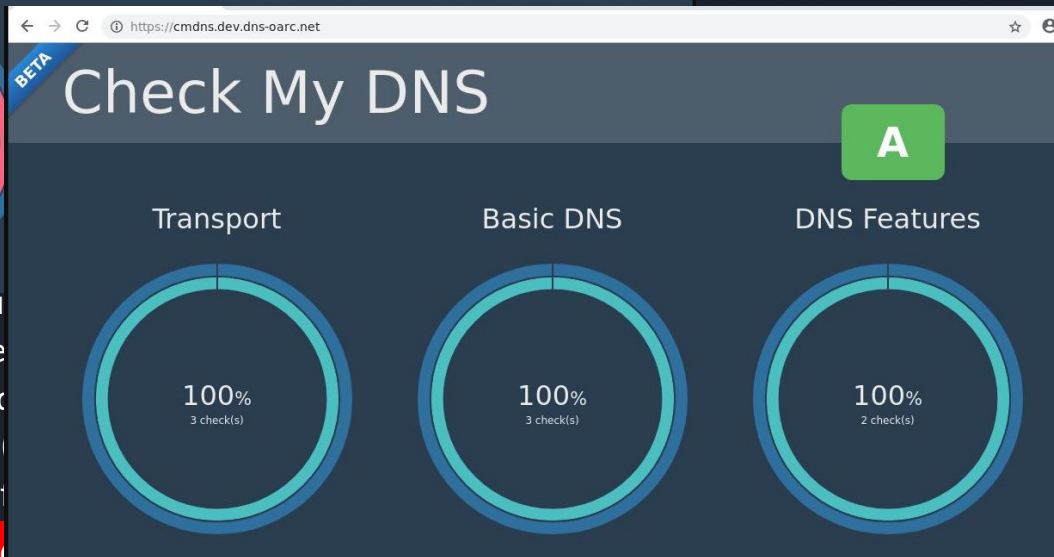 https://cmdns.dev.dns-oarc.net
BETA
Check My DNS
A
Transport
Basic DNS
DNS Features
100%
3 check(s)
100%
3 check(s)
100%
2 check(s)